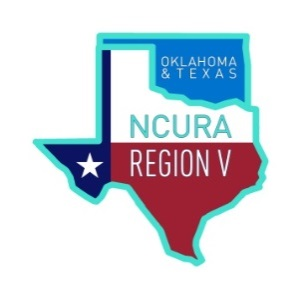 OKLAHOMA
& TEXAS
NCURA
REGION V